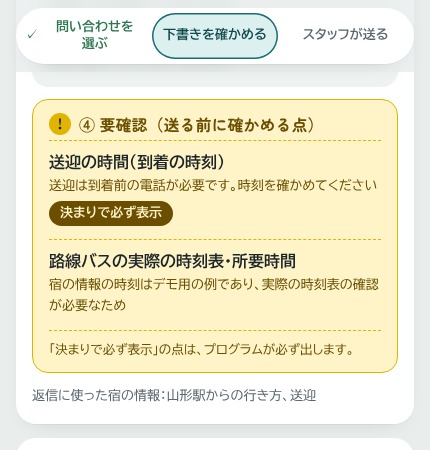 ✓ 問い合わせを
選ぶ
下書きを確かめる
スタッフが送る
! ④ 要確認（送る前に確かめる点）
送迎の時間（到着の時刻）
送迎は到着前の電話が必要です。時刻を確かめてください
決まりで必ず表示
路線バスの実際の時刻表・所要時間
宿の情報の時刻はデモ用の例であり、実際の時刻表の確認
が必要なため
「決まりで必ず表示」の点は、プログラムが必ず出します。
返信に使った宿の情報：山形駅からの行き方、送迎